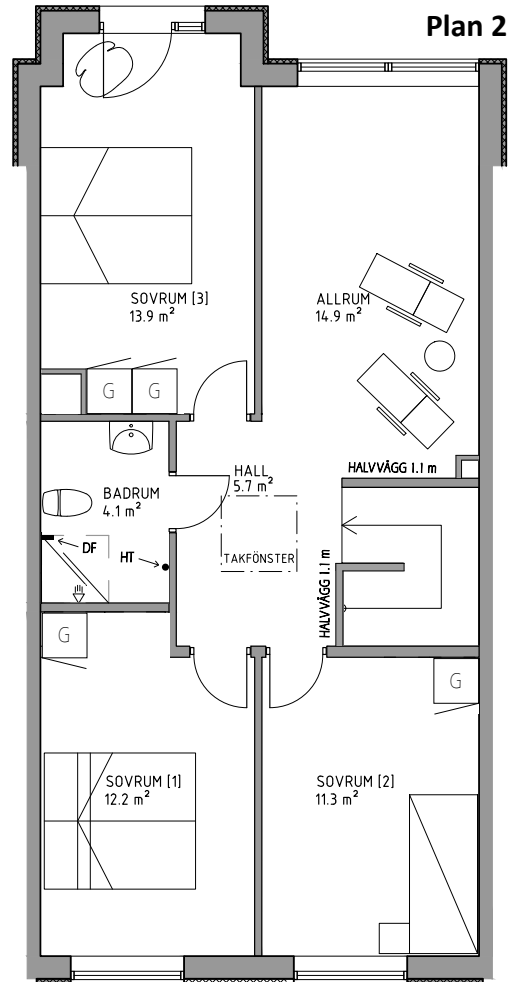 Plan 2
SOVRUM [3]
13.9 m²
ALLRUM
14.9 m²
G
G
HALVVÄGG 1.1 m
HALL
5.7 m²
BADRUM
4.1 m²
DF
HT
TAKFÖNSTER
HALVVÄGG 1.1 m
G
G
SOVRUM [1]
12.2 m²
SOVRUM [2]
11.3 m²